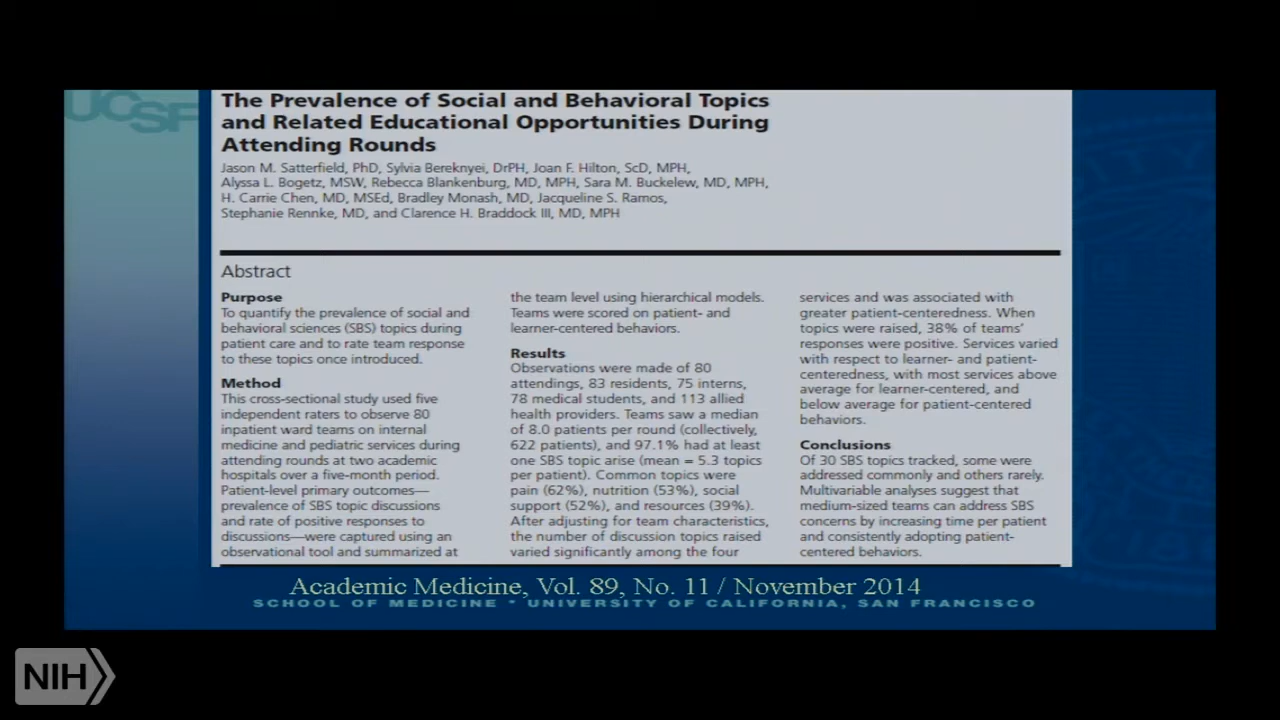 UCSF
The Prevalence of Social and Behavioral Topics
and Related Educational Opportunities During
Attending Rounds
Jason M. Satterfield, PhD, Sylvia Bereknyei, DrPH, Joan F. Hilton, ScD, MPH,
Alyssa L. Bogetz, MSW, Rebecca Blankenburg, MD, MPH, Sara M. Buckelew, MD, MPH,
H. Carrie Chen, MD, MSEd, Bradley Monash, MD, Jacqueline S. Ramos,
Stephanie Rennke, MD, and Clarence H. Braddock III, MD, MPH
Abstract
Purpose
To quantify the prevalence of social and
behavioral sciences (SBS) topics during
patient care and to rate team response
to these topics once introduced.
Method
This cross-sectional study used five
independent raters to observe 80
inpatient ward teams on internal
medicine and pediatric services during
attending rounds at two academic
hospitals over a five-month period.
Patient-level primary outcomes—
prevalence of SBS topic discussions
and rate of positive responses to
discussions—were captured using an
observational tool and summarized at
the team level using hierarchical models.
Teams were scored on patient- and
learner-centered behaviors.
Results
Observations were made of 80
attendings, 83 residents, 75 interns,
78 medical students, and 113 allied
health providers. Teams saw a median
of 8.0 patients per round (collectively,
622 patients), and 97.1% had at least
one SBS topic arise (mean = 5.3 topics
per patient). Common topics were
pain (62%), nutrition (53%), social
support (52%), and resources (39%).
After adjusting for team characteristics,
the number of discussion topics raised
varied significantly among the four
services and was associated with
greater patient-centeredness. When
topics were raised, 38% of teams'
responses were positive. Services varied
with respect to learner- and patient-
centeredness, with most services above
average for learner-centered, and
below average for patient-centered
behaviors.
Conclusions
Of 30 SBS topics tracked, some were
addressed commonly and others rarely.
Multivariable analyses suggest that
medium-sized teams can address SBS
concerns by increasing time per patient
and consistently adopting patient-
centered behaviors.
Academic Medicine, Vol. 89, No. 11 / November 2014
SCHOOL OF MEDICINE * UNIVERSITY OF CALIFORNIA, SAN FRANCISCO
NIH